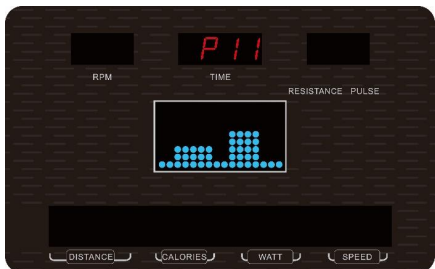 P11
RPM TIME
RESISTANCE PULSE
DISTANCE CALORIES WATT SPEED